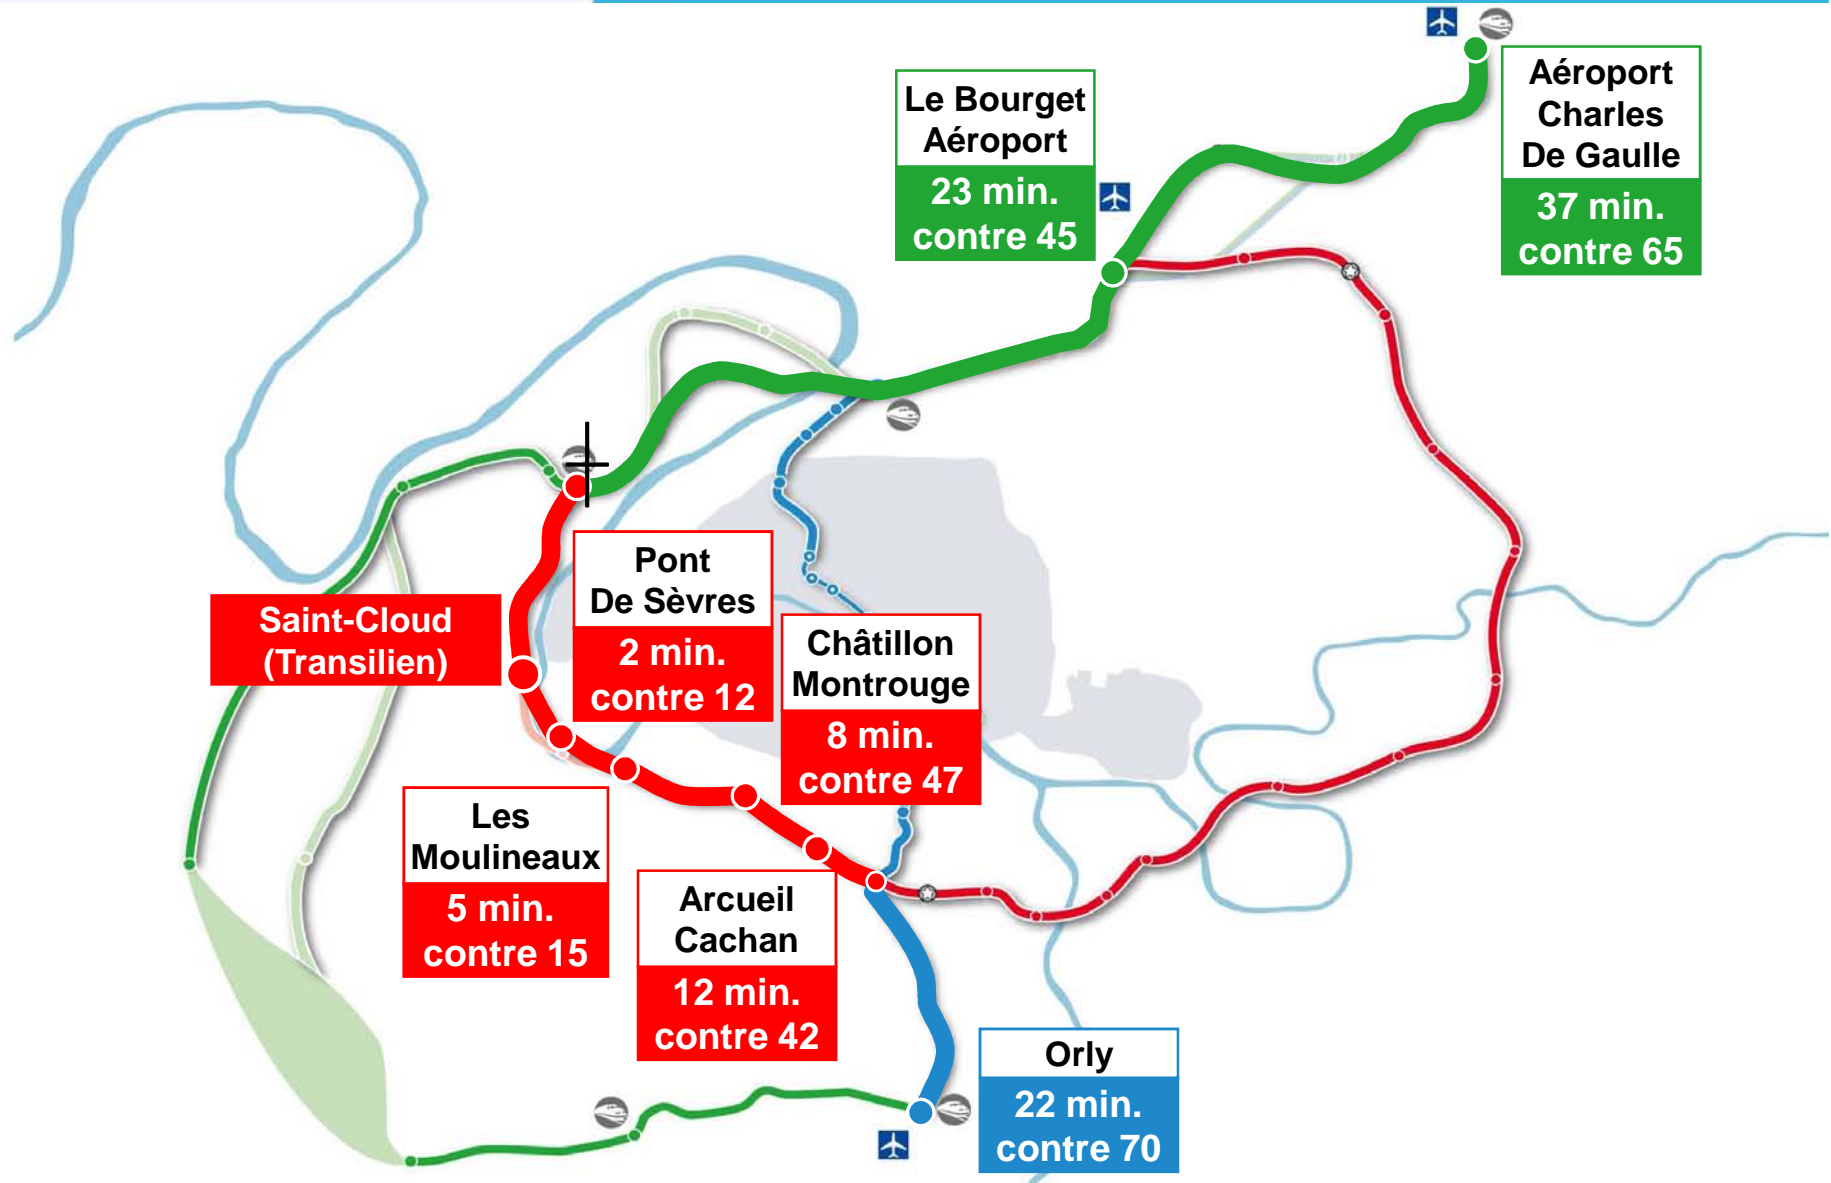 Le Bourget
Aéroport
23 min.
contre 45
Aéroport
Charles
De Gaulle
37 min.
contre 65
Saint-Cloud
(Transilien)
Pont
De Sèvres
2 min.
contre 12
Châtillon
Montrouge
8 min.
contre 47
Les
Moulineaux
5 min.
contre 15
Arcueil
Cachan
12 min.
contre 42
Orly
22 min.
contre 70